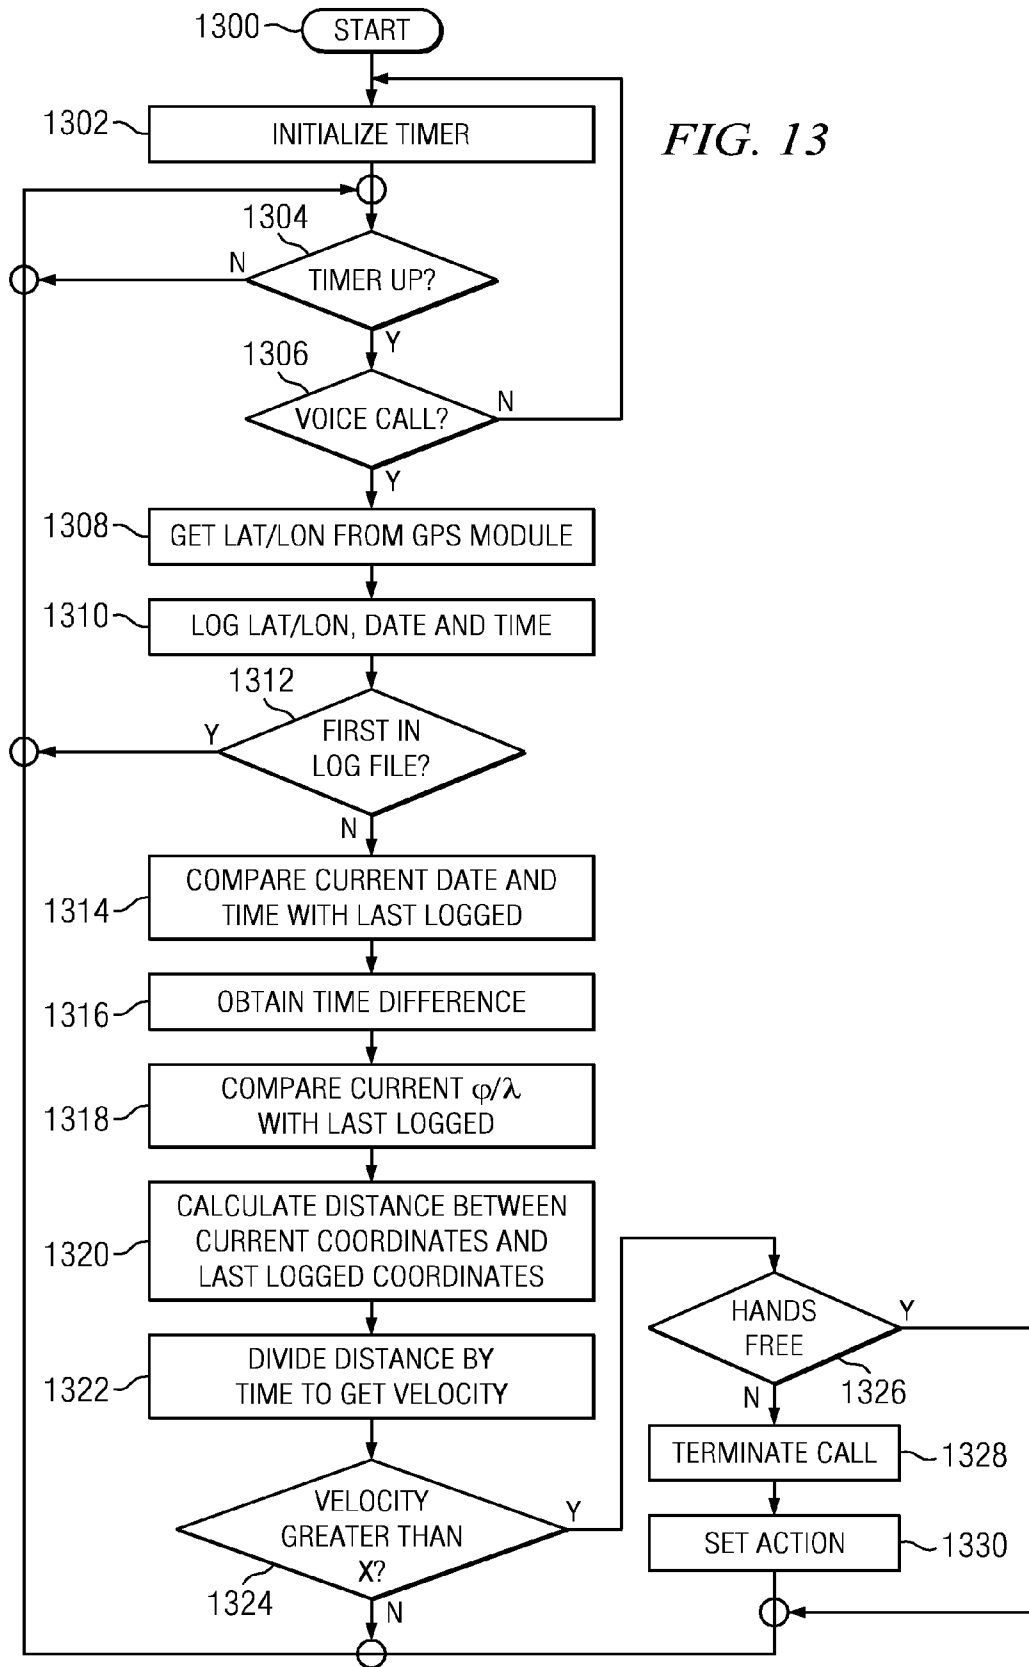 1300
START
1302
INITIALIZE TIMER
FIG. 13
1304
N
TIMER UP?
Y
1306
VOICE CALL?
N
Y
1308
GET LAT/LON FROM GPS MODULE
1310
LOG LAT/LON, DATE AND TIME
1312
Y
FIRST IN
LOG FILE?
N
1314
COMPARE CURRENT DATE AND
TIME WITH LAST LOGGED
1316
OBTAIN TIME DIFFERENCE
1318
COMPARE CURRENT φ/λ
WITH LAST LOGGED
1320
CALCULATE DISTANCE BETWEEN
CURRENT COORDINATES AND
LAST LOGGED COORDINATES
1322
DIVIDE DISTANCE BY
TIME TO GET VELOCITY
VELOCITY
GREATER THAN
X?
1324
Y
N
HANDS
FREE
Y
1326
N
TERMINATE CALL
1328
SET ACTION
1330